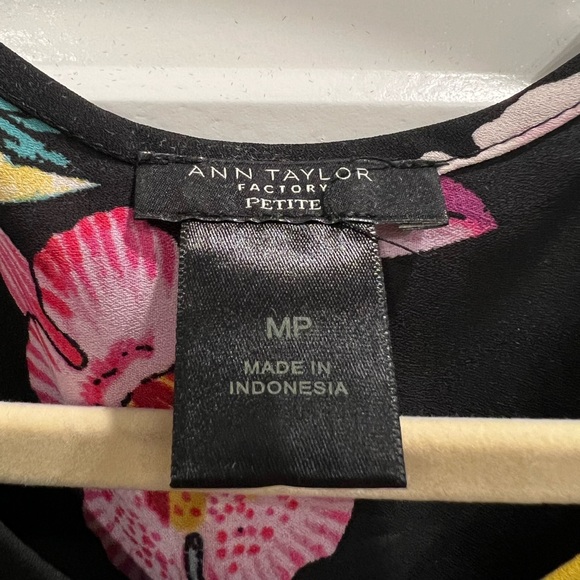 ANN TAYLOR
FACTORY
PETITE
MP
MADE IN
INDONESIA